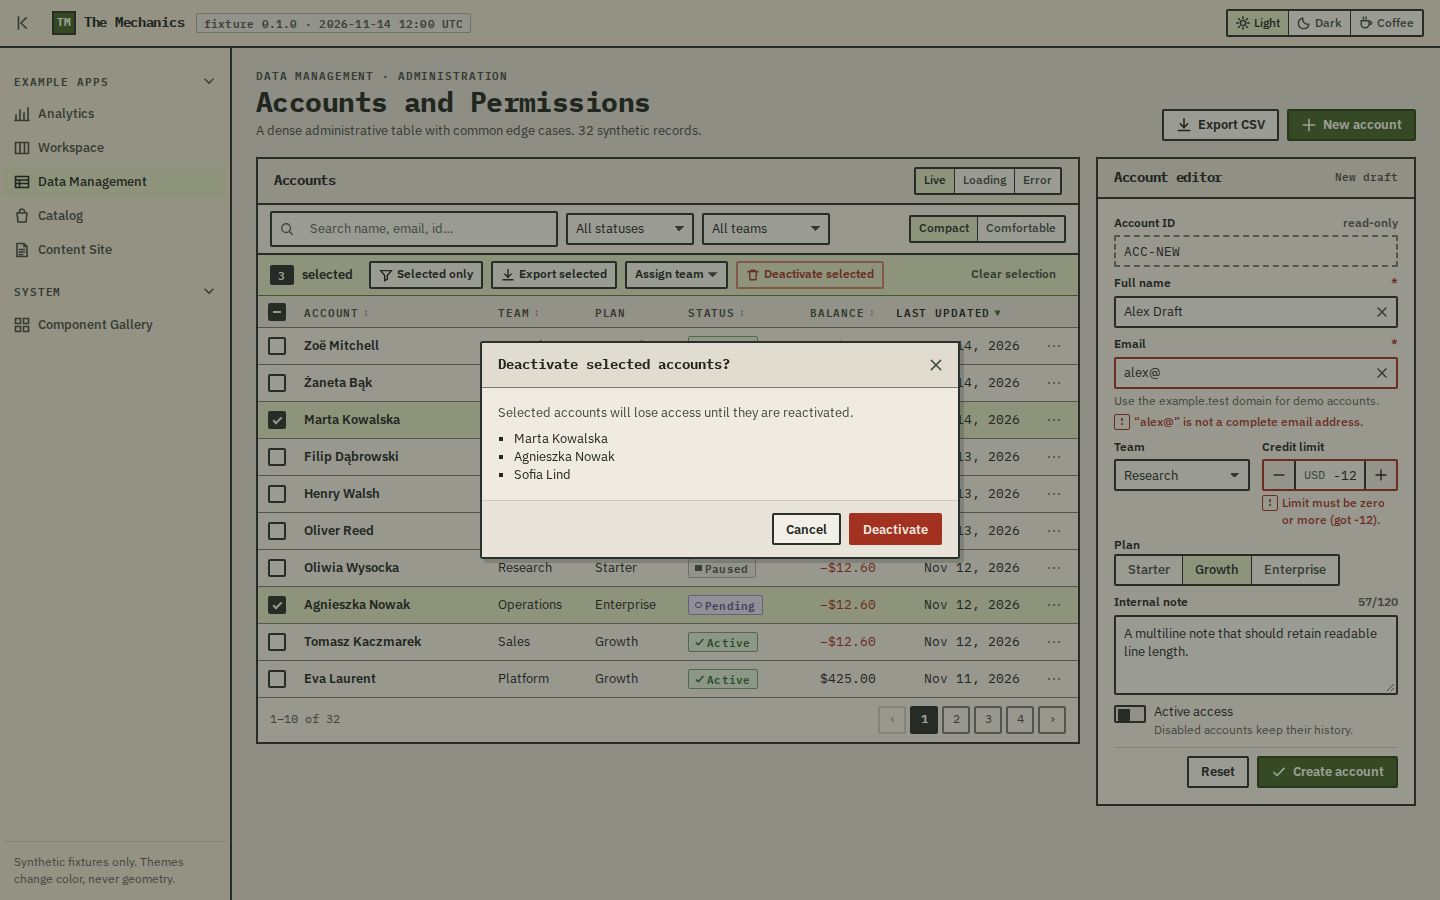 TM The Mechanics fixture 0.1.0 · 2026-11-14 12:00 UTC Light Dark Coffee
EXAMPLE APPS
Analytics
Workspace
Data Management
Catalog
Content Site
SYSTEM
Component Gallery
Synthetic fixtures only. Themes
change color, never geometry.
DATA MANAGEMENT · ADMINISTRATION
Accounts and Permissions
A dense administrative table with common edge cases. 32 synthetic records.
Export CSV New account
Accounts Live Loading Error
Search name, email, id… All statuses All teams Compact Comfortable
3 selected Selected only Export selected Assign team Deactivate selected Clear selection
ACCOUNT TEAM PLAN STATUS BALANCE LAST UPDATED
Zoë Mitchell 14, 2026
Żaneta Bąk 14, 2026
Marta Kowalska 14, 2026
Filip Dąbrowski 13, 2026
Henry Walsh 13, 2026
Oliver Reed 13, 2026
Oliwia Wysocka Research Starter Paused −$12.60 Nov 12, 2026
Agnieszka Nowak Operations Enterprise Pending −$12.60 Nov 12, 2026
Tomasz Kaczmarek Sales Growth Active −$12.60 Nov 12, 2026
Eva Laurent Platform Growth Active $425.00 Nov 11, 2026
1–10 of 32 ‹ 1 2 3 4 ›
Deactivate selected accounts?
Selected accounts will lose access until they are reactivated.
Marta Kowalska
Agnieszka Nowak
Sofia Lind
Cancel Deactivate
Account editor New draft
Account ID read-only
ACC-NEW
Full name *
Alex Draft
Email *
alex@
Use the example.test domain for demo accounts.
! “alex@” is not a complete email address.
Team Credit limit
Research USD -12
! Limit must be zero
or more (got -12).
Plan
Starter Growth Enterprise
Internal note 57/120
A multiline note that should retain readable
line length.
Active access
Disabled accounts keep their history.
Reset Create account